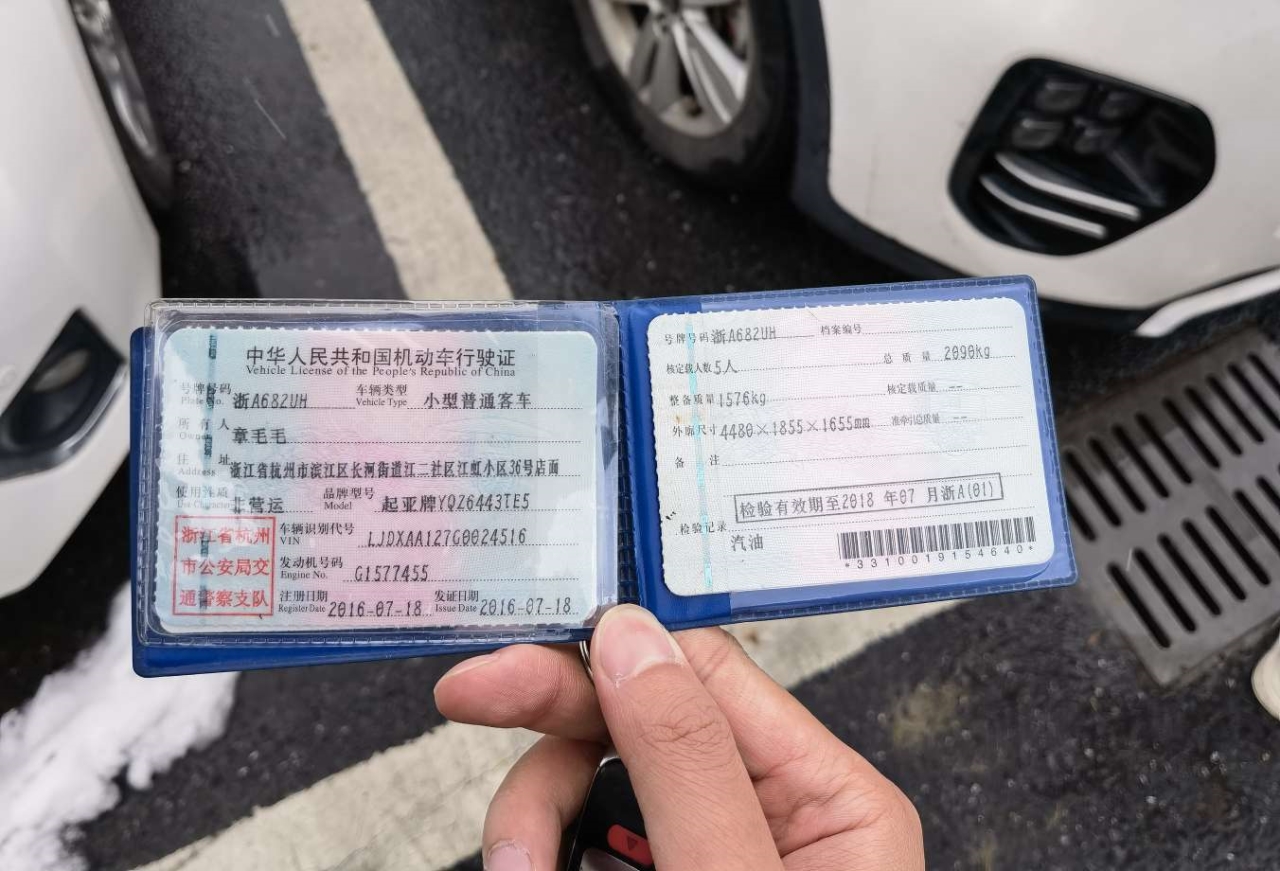 中华人民共和国机动车行驶证
Vehicle License of the People's Republic of China
号牌号码 浙A682UH 车辆类型 小型普通客车
Plate No. Vehicle Type
所有人 章毛毛
Owner
住址 浙江省杭州市滨江区长河街道江二社区江虹小区36号店面
Address
使用性质 非营运 品牌型号 起亚牌YQZ6443TE5
Use Character Model
浙江省杭州
市公安局交
通警察支队
车辆识别代号 LJDXAA127G0024516
VIN
发动机号码 G1577455
Engine No.
注册日期 2016-07-18 发证日期 2016-07-18
Register Date Issue Date
号牌号码 浙A682UH 档案编号
核定载人数 5人 总质量 2090kg
整备质量 1576kg 核定载质量 --
外廓尺寸 4480×1855×1655mm 准牵引总质量 --
备注
检验有效期至2018 年07 月浙A(01)
检验记录
汽油
*3310019154640*